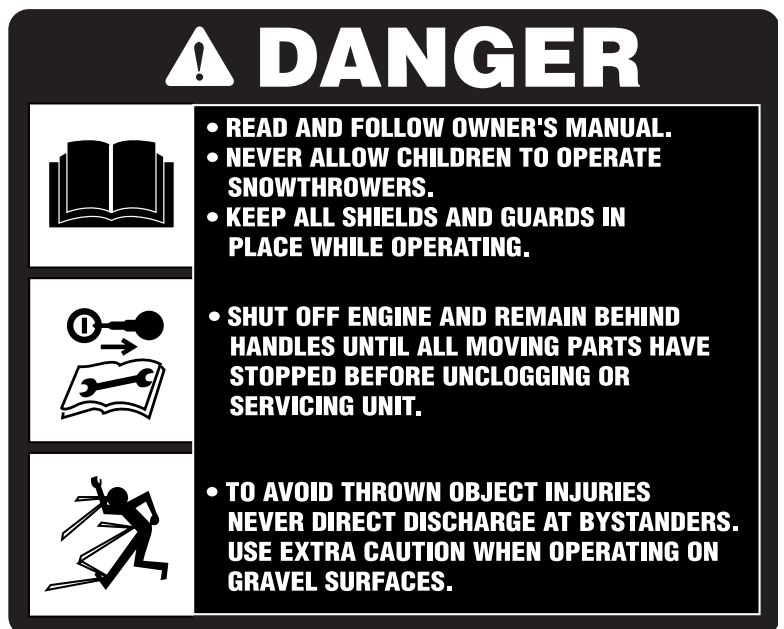 DANGER
• READ AND FOLLOW OWNER'S MANUAL.
• NEVER ALLOW CHILDREN TO OPERATE
SNOWTHROWERS.
• KEEP ALL SHIELDS AND GUARDS IN
PLACE WHILE OPERATING.
• SHUT OFF ENGINE AND REMAIN BEHIND
HANDLES UNTIL ALL MOVING PARTS HAVE
STOPPED BEFORE UNCLOGGING OR
SERVICING UNIT.
• TO AVOID THROWN OBJECT INJURIES
NEVER DIRECT DISCHARGE AT BYSTANDERS.
USE EXTRA CAUTION WHEN OPERATING ON
GRAVEL SURFACES.